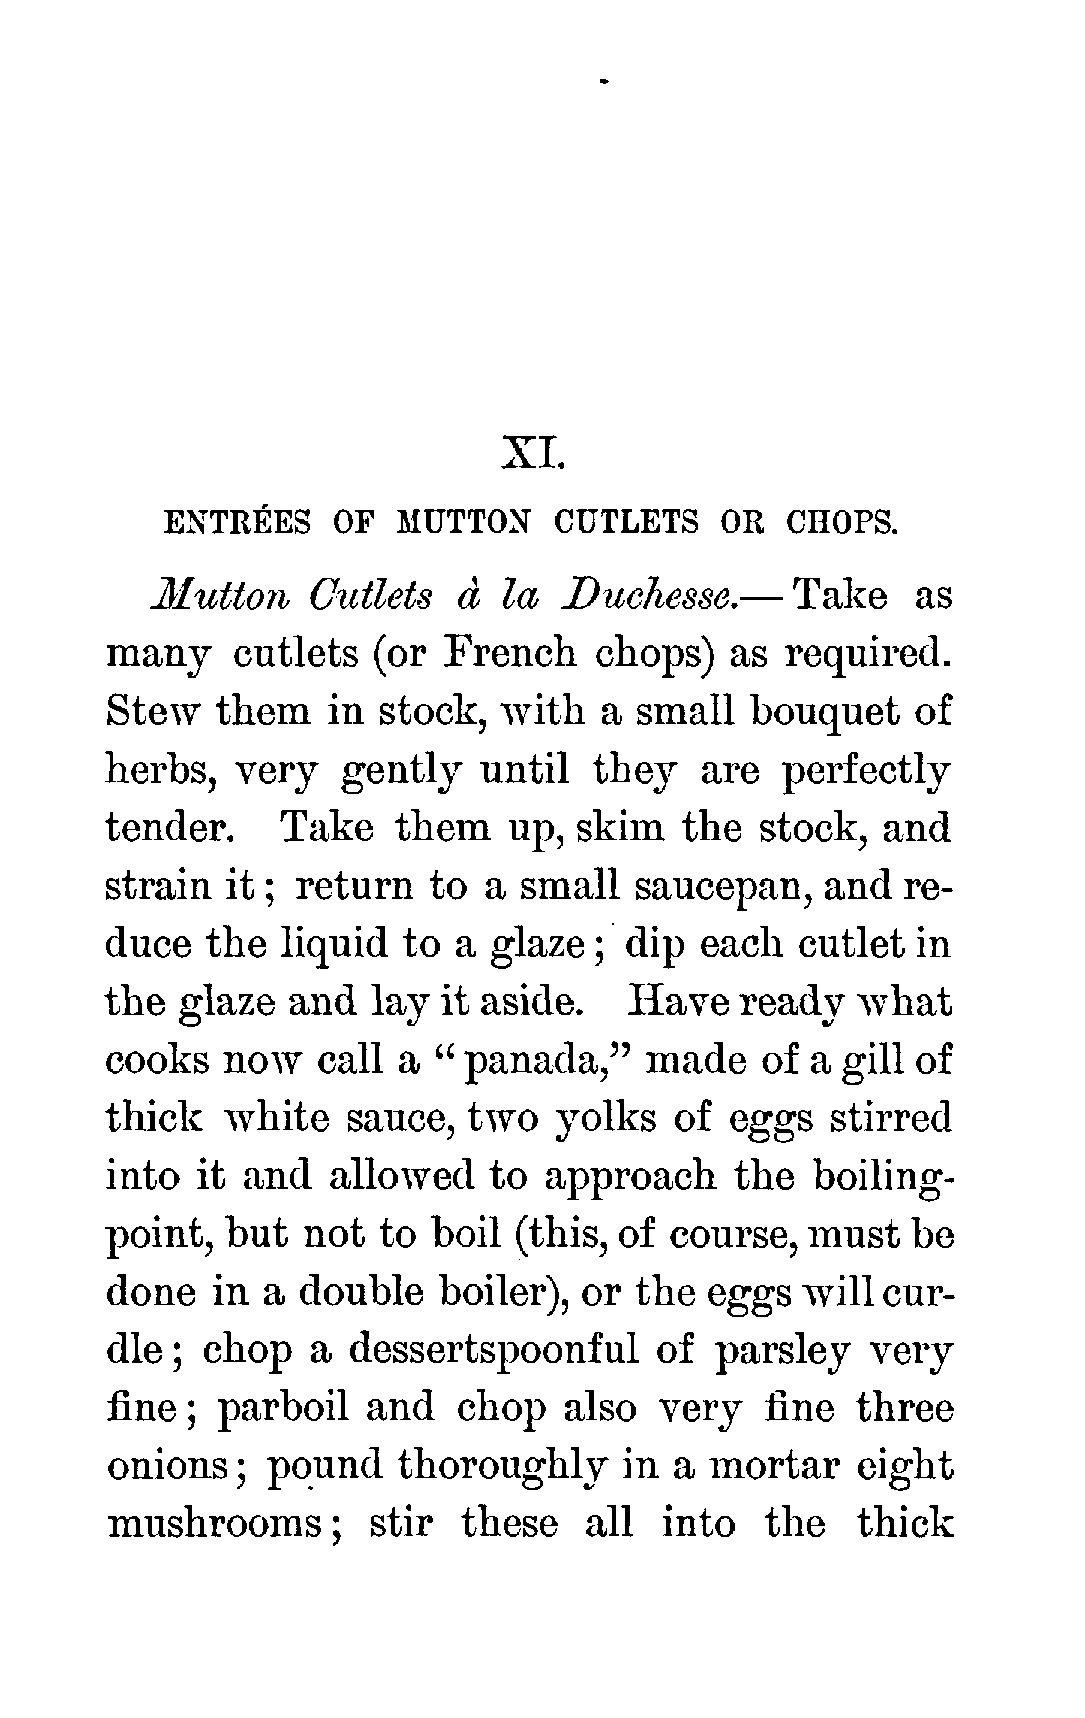 XI.
ENTRÉES OF MUTTON CUTLETS OR CHOPS.
Mutton Cutlets à la Duchesse.— Take as
many cutlets (or French chops) as required.
Stew them in stock, with a small bouquet of
herbs, very gently until they are perfectly
tender. Take them up, skim the stock, and
strain it; return to a small saucepan, and re-
duce the liquid to a glaze; dip each cutlet in
the glaze and lay it aside. Have ready what
cooks now call a “panada,” made of a gill of
thick white sauce, two yolks of eggs stirred
into it and allowed to approach the boiling-
point, but not to boil (this, of course, must be
done in a double boiler), or the eggs will cur-
dle; chop a dessertspoonful of parsley very
fine; parboil and chop also very fine three
onions; pound thoroughly in a mortar eight
mushrooms; stir these all into the thick